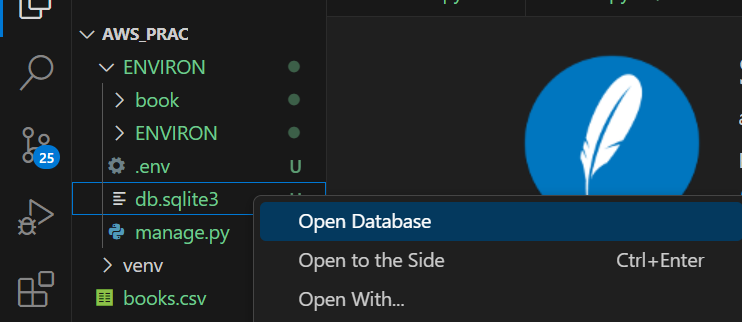 AWS_PRAC
ENVIRON
book
ENVIRON
.env U
db.sqlite3
manage.py
venv
books.csv
25
Open Database
Open to the Side Ctrl+Enter
Open With...